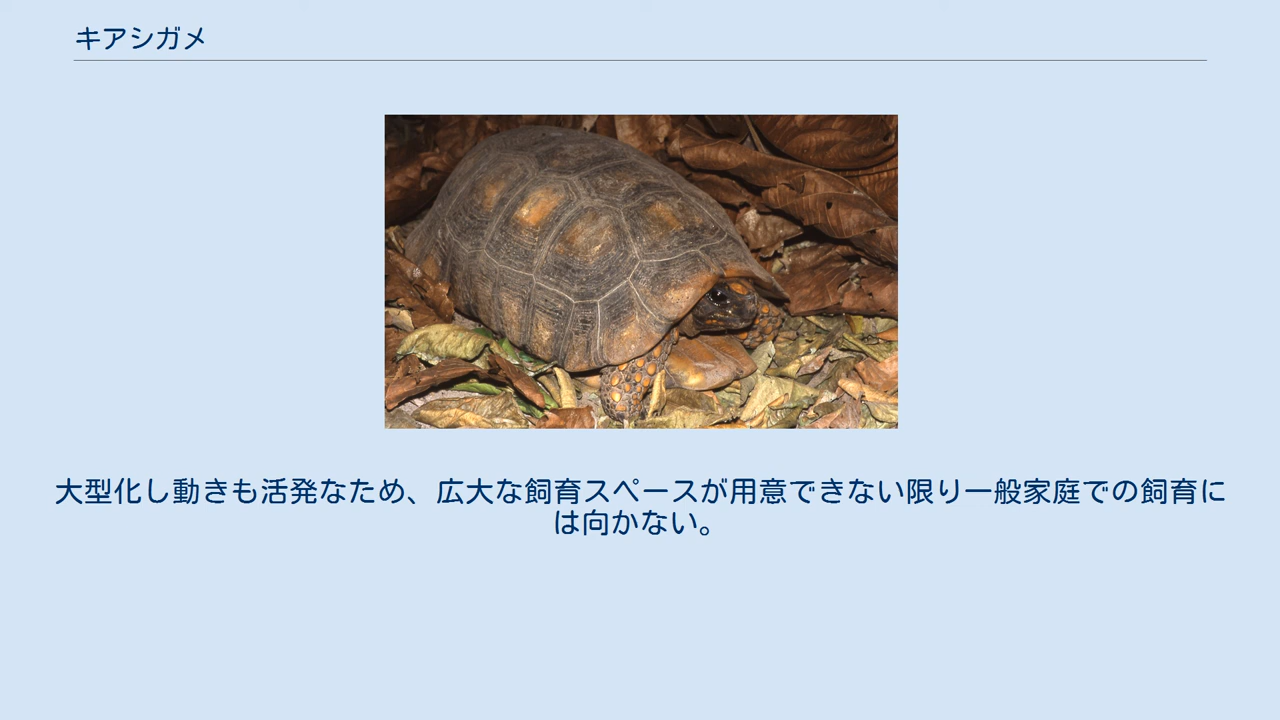 キアシガメ
大型化し動きも活発なため、広大な飼育スペースが用意できない限り一般家庭での飼育に
は向かない。